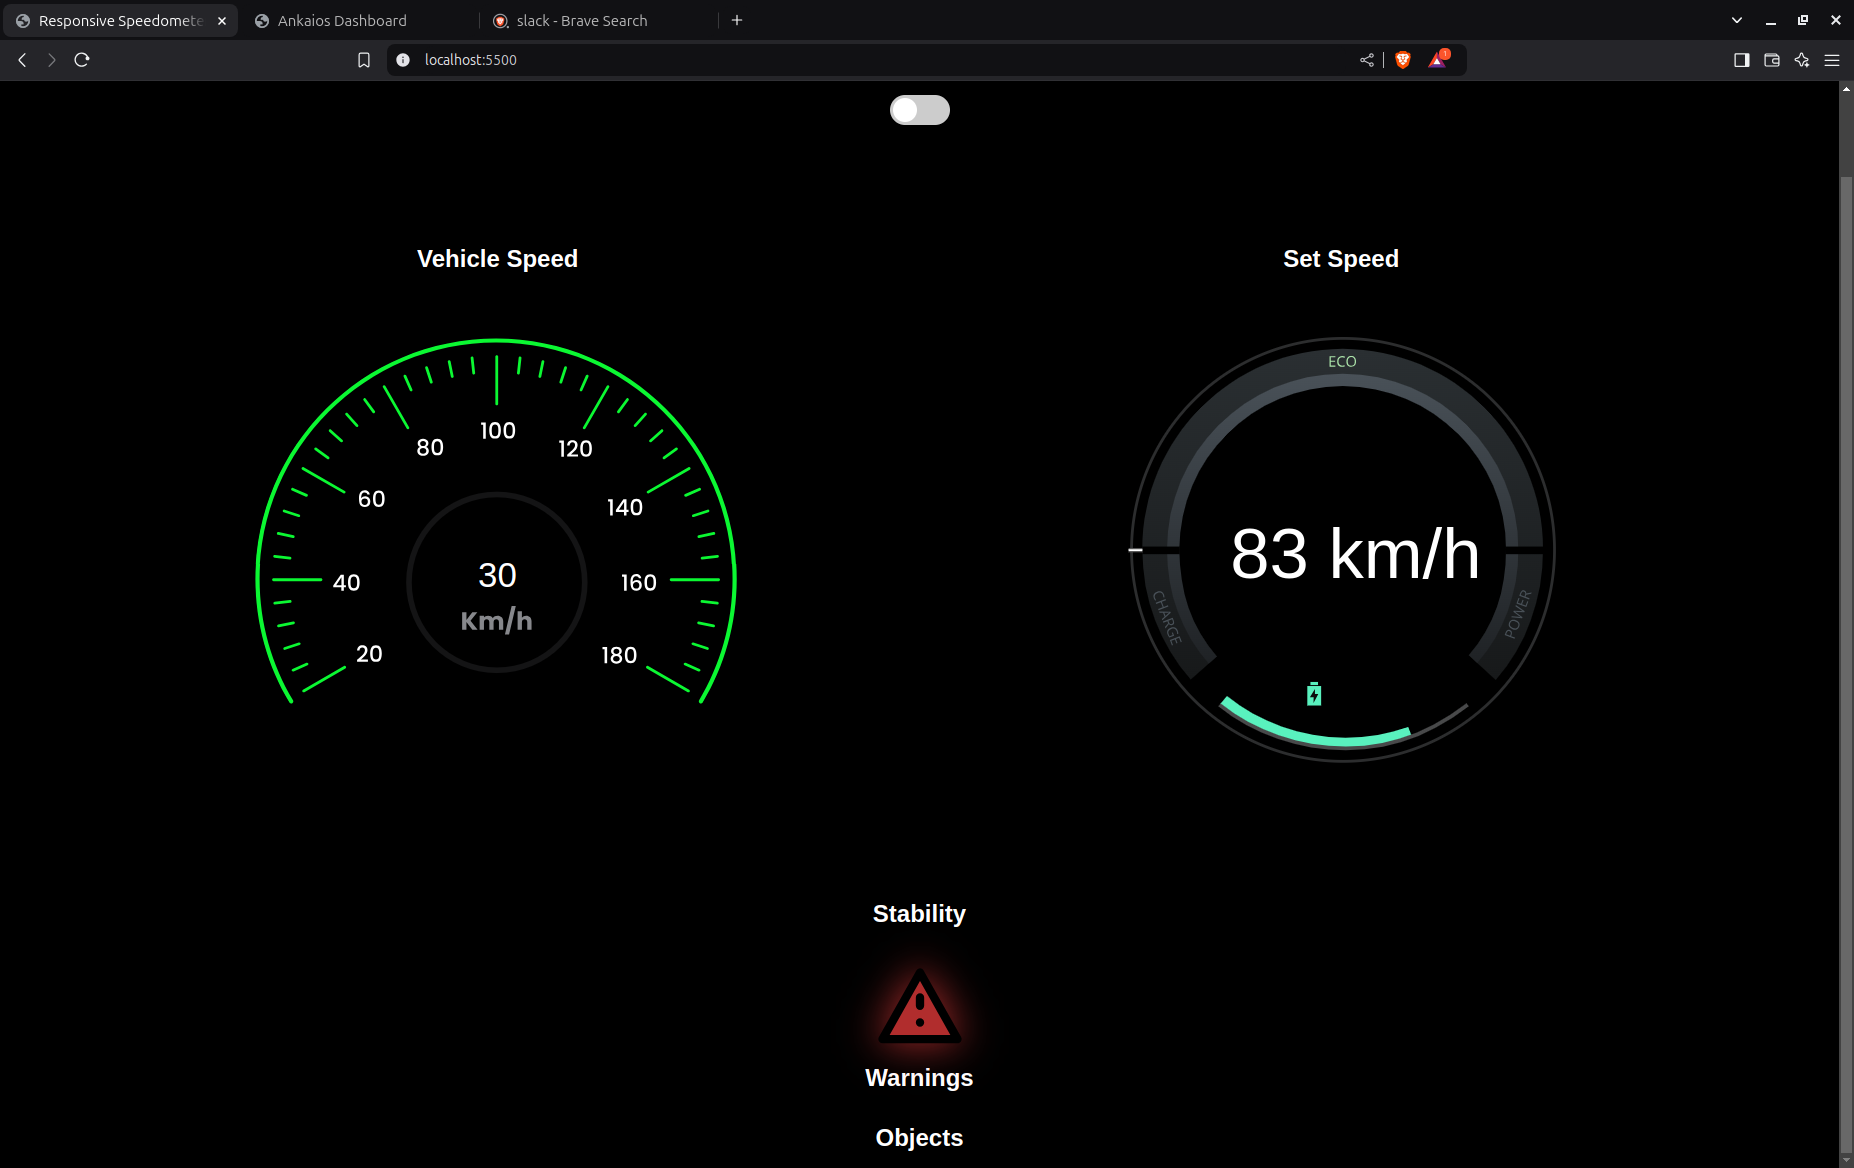 Responsive Speedomete
Ankaios Dashboard
slack - Brave Search
localhost:5500
1
Vehicle Speed
Set Speed
20
40
60
80
100
120
140
160
180
30
Km/h
ECO
83 km/h
CHARGE
POWER
Stability
Warnings
Objects